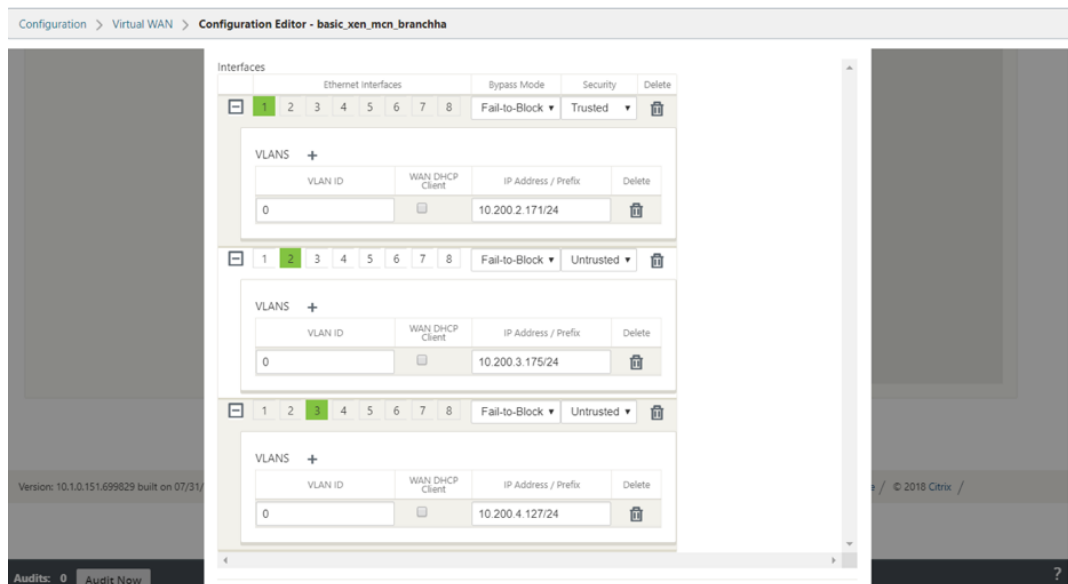 Configuration > Virtual WAN > Configuration Editor - basic_xen_mcn_branchha
Interfaces
Ethernet Interfaces Bypass Mode Security Delete
1 2 3 4 5 6 7 8 Fail-to-Block Trusted
VLANS +
VLAN ID WAN DHCP Client IP Address / Prefix Delete
0 10.200.2.171/24
1 2 3 4 5 6 7 8 Fail-to-Block Untrusted
VLANS +
VLAN ID WAN DHCP Client IP Address / Prefix Delete
0 10.200.3.175/24
1 2 3 4 5 6 7 8 Fail-to-Block Untrusted
VLANS +
VLAN ID WAN DHCP Client IP Address / Prefix Delete
0 10.200.4.127/24
Version: 10.1.0.151.699829 built on 07/31/ / © 2018 Citrix /
Audits: 0 Audit Now ?